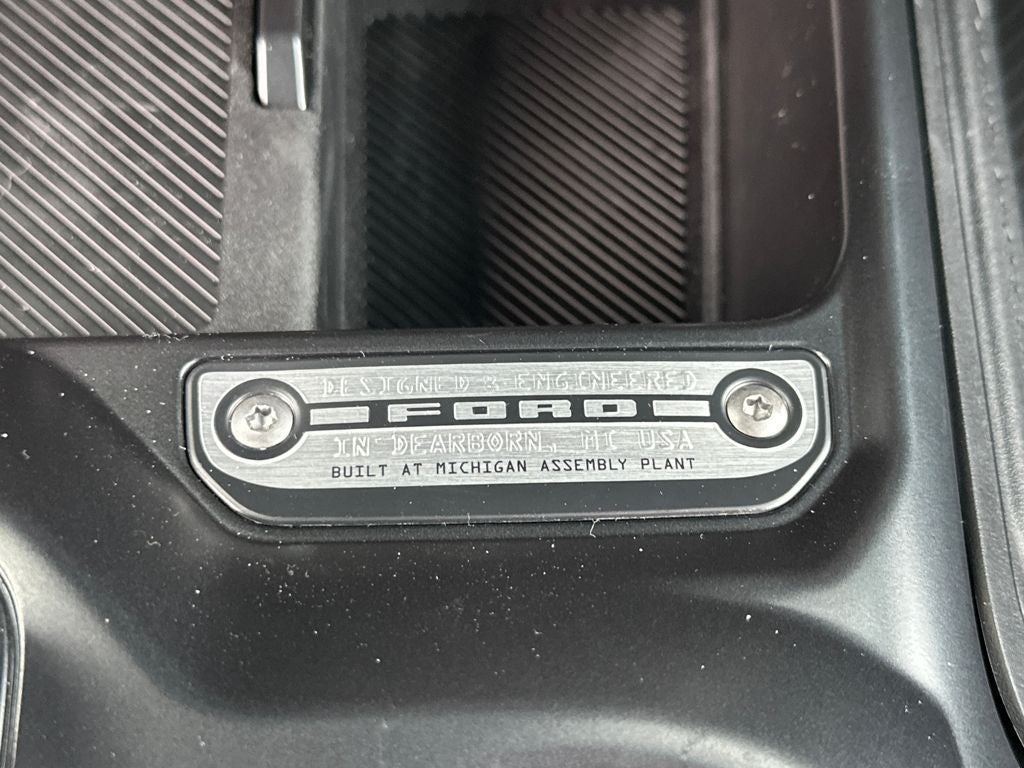 DESIGNED & ENGINEERED
FORD
IN DEARBORN, MI USA
BUILT AT MICHIGAN ASSEMBLY PLANT